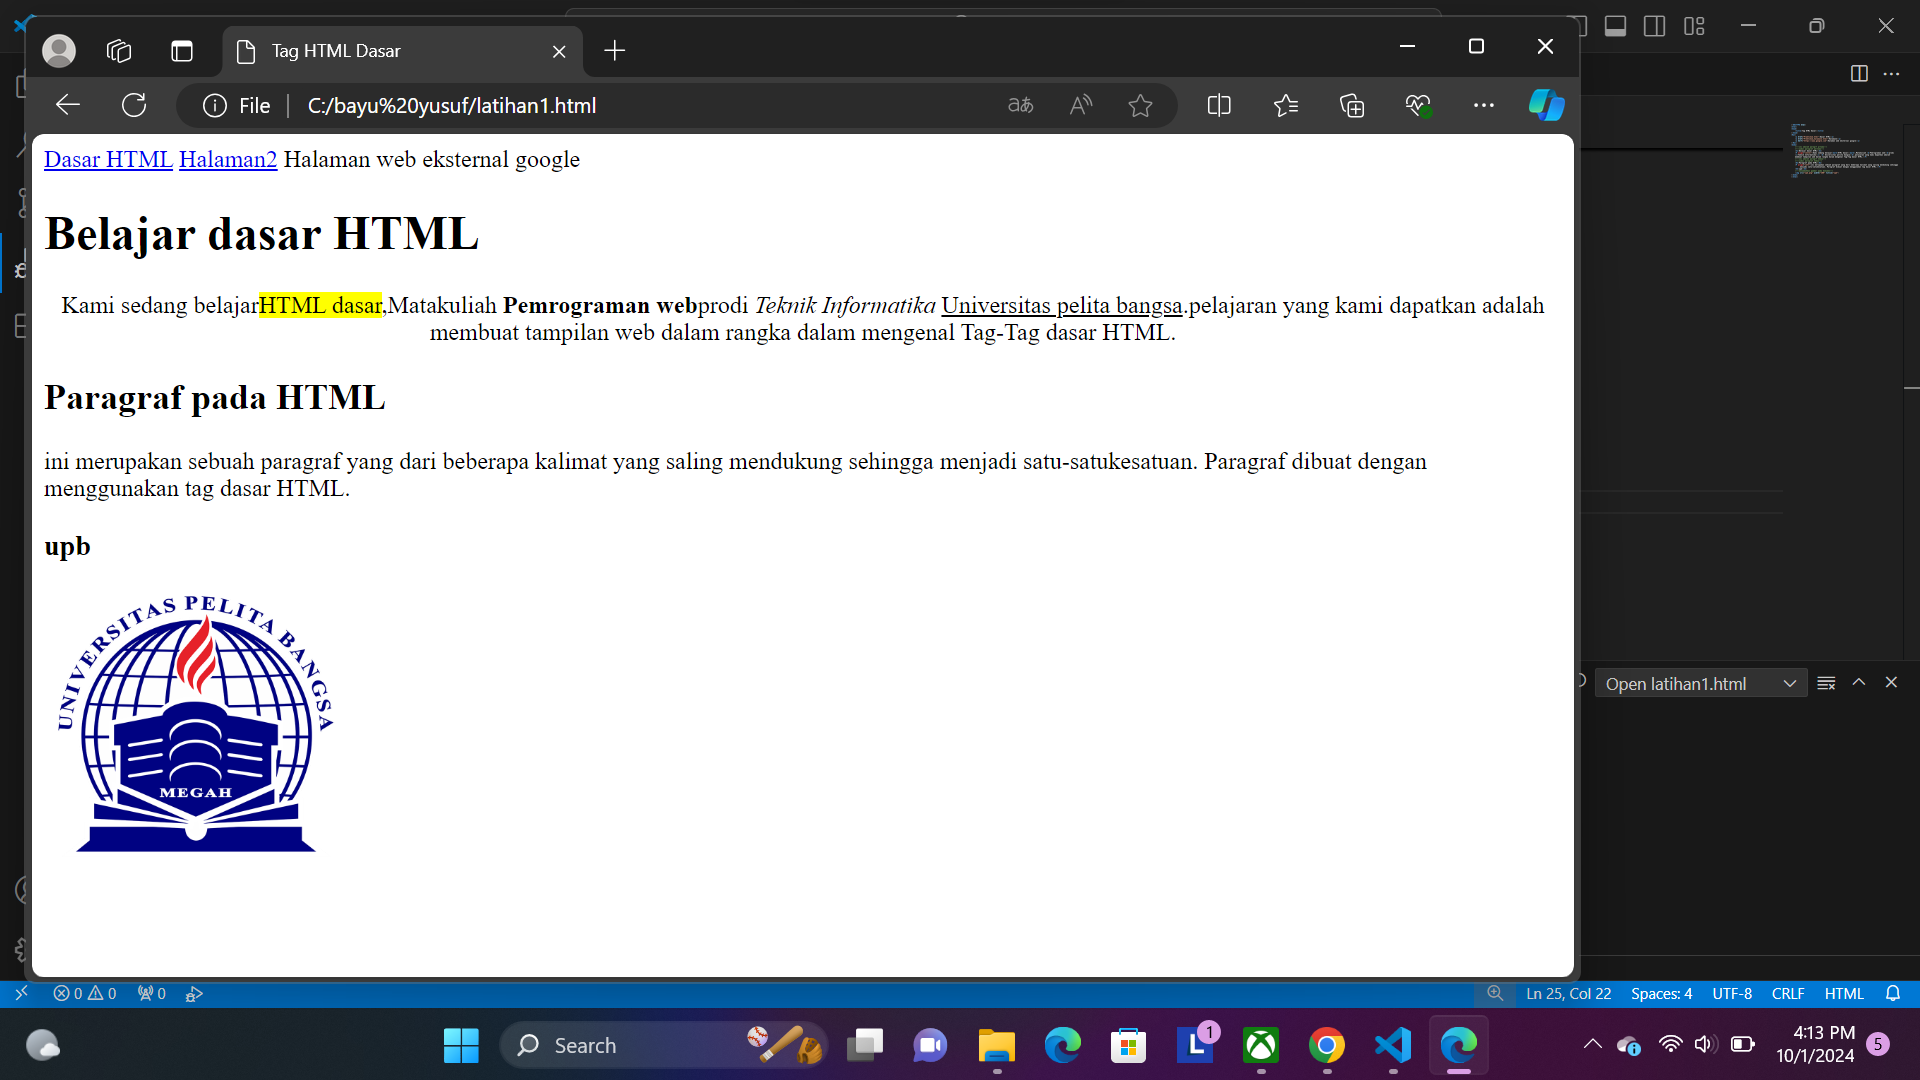 Tag HTML Dasar
File
C:/bayu%20yusuf/latihan1.html
Dasar HTML Halaman2 Halaman web eksternal google
Belajar dasar HTML
Kami sedang belajarHTML dasar,Matakuliah Pemrograman webprodi Teknik Informatika Universitas pelita bangsa.pelajaran yang kami dapatkan adalah
membuat tampilan web dalam rangka dalam mengenal Tag-Tag dasar HTML.
Paragraf pada HTML
ini merupakan sebuah paragraf yang dari beberapa kalimat yang saling mendukung sehingga menjadi satu-satukesatuan. Paragraf dibuat dengan
menggunakan tag dasar HTML.
upb
UNIVERSITAS PELITA BANGSA
MEGAH
Open latihan1.html
0 0 0
Ln 25, Col 22 Spaces: 4 UTF-8 CRLF HTML
Search
L 1
4:13 PM
10/1/2024
5